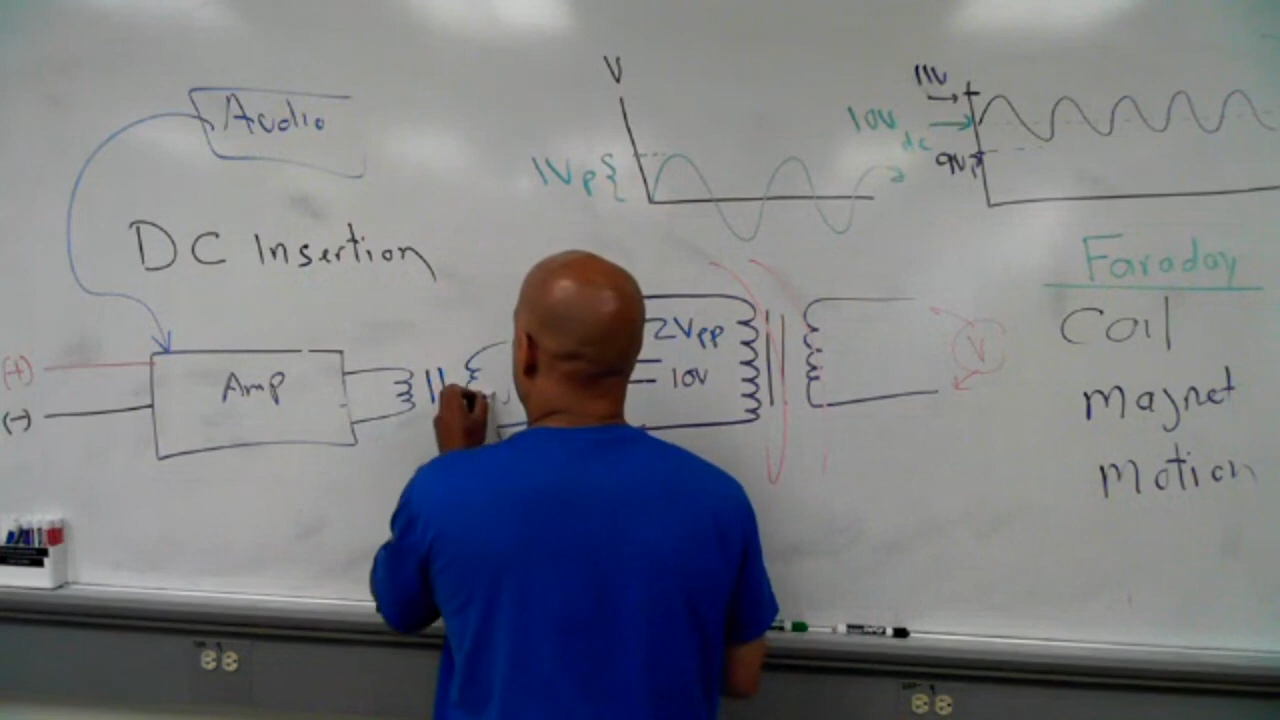 Audio
DC Insertion
(+)
(-)
Amp
V
1Vp
11V
10V dc
9V
2Vpp
10V
V
Faraday
Coil
Magnet
Motion